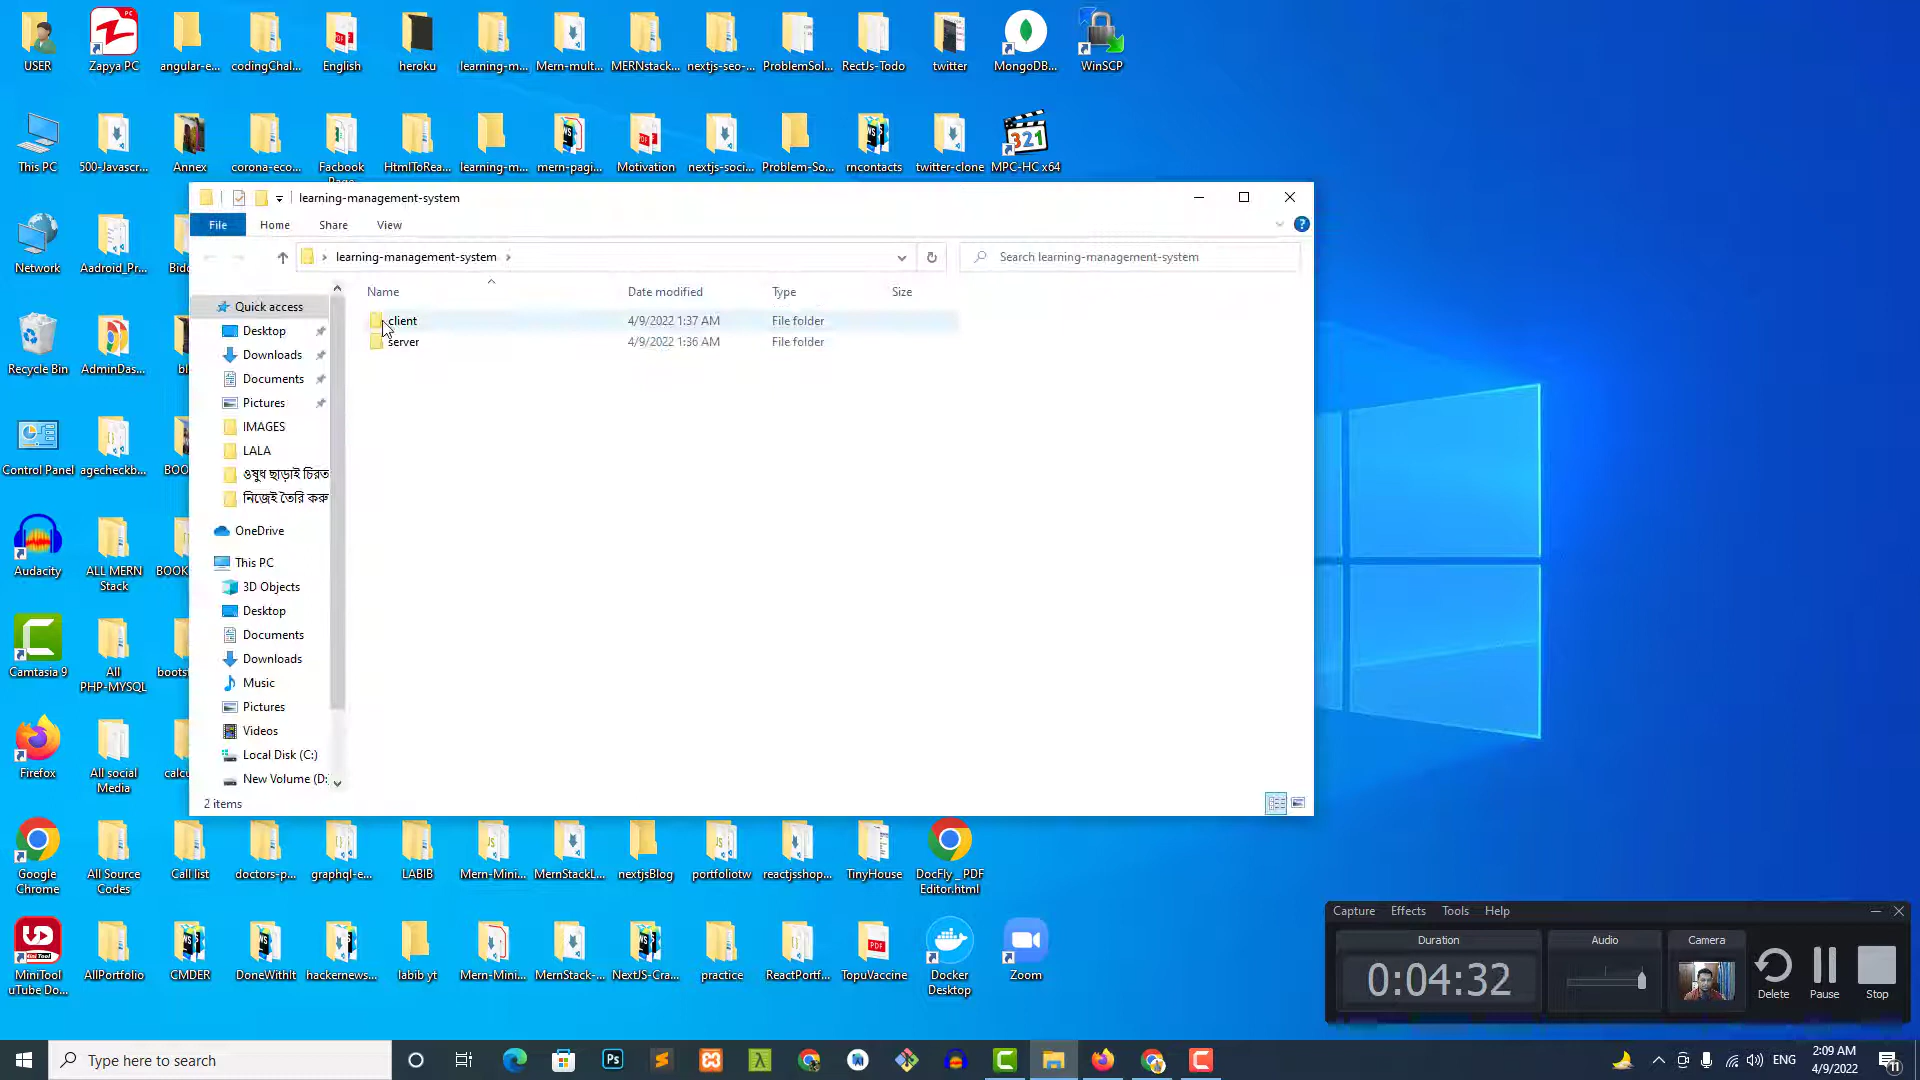 USER
Zapya PC
angular-e...
codingChal...
English
heroku
learning-m...
Mern-mult...
MERNstack...
nextjs-seo-...
ProblemSol...
RectJs-Todo
twitter
MongoDB...
WinSCP
This PC
500-Javascr...
Annex
corona-eco...
Facbook
HtmlToRea...
learning-m...
mern-pagi...
Motivation
nextjs-soci...
Problem-So...
rncontacts
twitter-clone
MPC-HC x64
Network
Aadroid_Pr...
Recycle Bin
AdminDas...
Control Panel
agecheckb...
Audacity
ALL MERN
Stack
Camtasia 9
All
PHP-MYSQL
Firefox
All social
Media
learning-management-system
File
Home
Share
View
learning-management-system
Search learning-management-system
Name
Date modified
Type
Size
client
4/9/2022 1:37 AM
File folder
server
4/9/2022 1:36 AM
File folder
Quick access
Desktop
Downloads
Documents
Pictures
IMAGES
LALA
ওষুধ ছাড়াই চিরত
নিজেই তৈরি করু
OneDrive
This PC
3D Objects
Desktop
Documents
Downloads
Music
Pictures
Videos
Local Disk (C:)
New Volume (D:
2 items
Google
Chrome
All Source
Codes
Call list
doctors-p...
graphql-e...
LABIB
Mern-Mini...
MernStackL...
nextjsBlog
portfoliotw
reactjsshop...
TinyHouse
DocFly _ PDF
Editor.html
MiniTool
uTube Do...
AllPortfolio
CMDER
DoneWithIt
hackernews...
labib yt
Mern-Mini...
MernStack-...
NextJS-Cra...
practice
ReactPortf...
TopuVaccine
Docker
Desktop
Zoom
Capture
Effects
Tools
Help
Duration
Audio
Camera
0:04:32
Delete
Pause
Stop
Type here to search
ENG
2:09 AM
4/9/2022